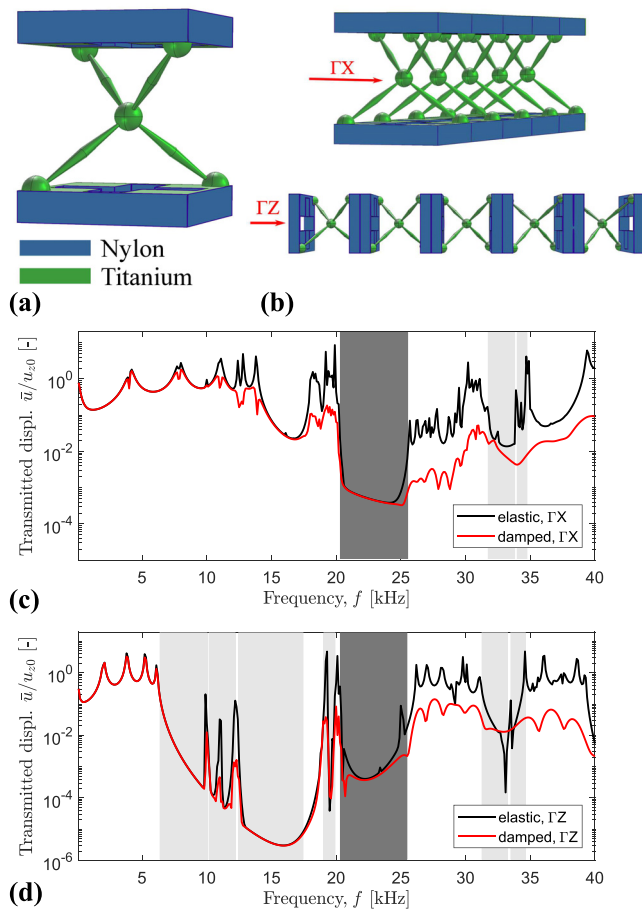 ΓX
ΓZ
Nylon
Titanium
(a)
(b)
Transmitted displ. ū/u_z0 [-]
10^0
10^-2
10^-4
5 10 15 20 25 30 35 40
Frequency, f [kHz]
elastic, ΓX
damped, ΓX
(c)
Transmitted displ. ū/u_z0 [-]
10^0
10^-2
10^-4
10^-6
5 10 15 20 25 30 35 40
Frequency, f [kHz]
elastic, ΓZ
damped, ΓZ
(d)